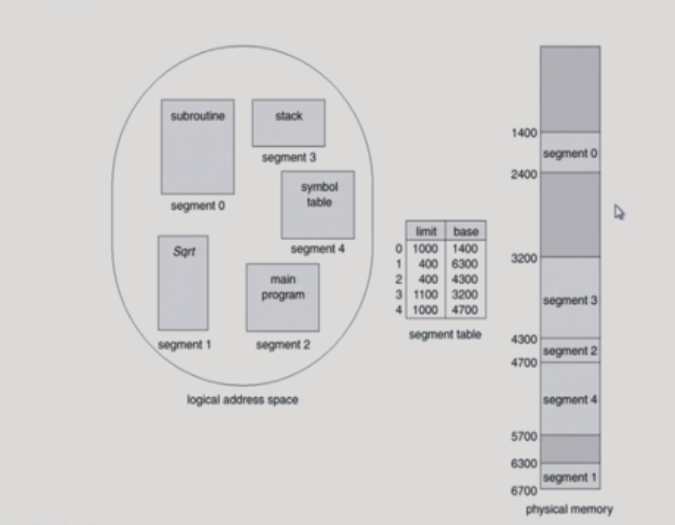 subroutine
segment 0
stack
segment 3
symbol
table
segment 4
Sqrt
segment 1
main
program
segment 2
logical address space
limit base
0 1000 1400
1 400 6300
2 400 4300
3 1100 3200
4 1000 4700
segment table
1400
segment 0
2400
3200
segment 3
4300
segment 2
4700
segment 4
5700
6300
segment 1
6700
physical memory